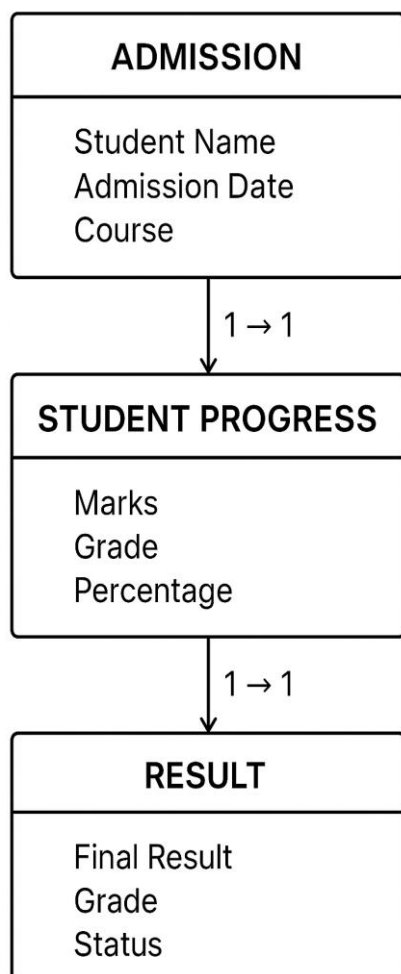 ADMISSION
Student Name
Admission Date
Course
1 → 1
STUDENT PROGRESS
Marks
Grade
Percentage
1 → 1
RESULT
Final Result
Grade
Status